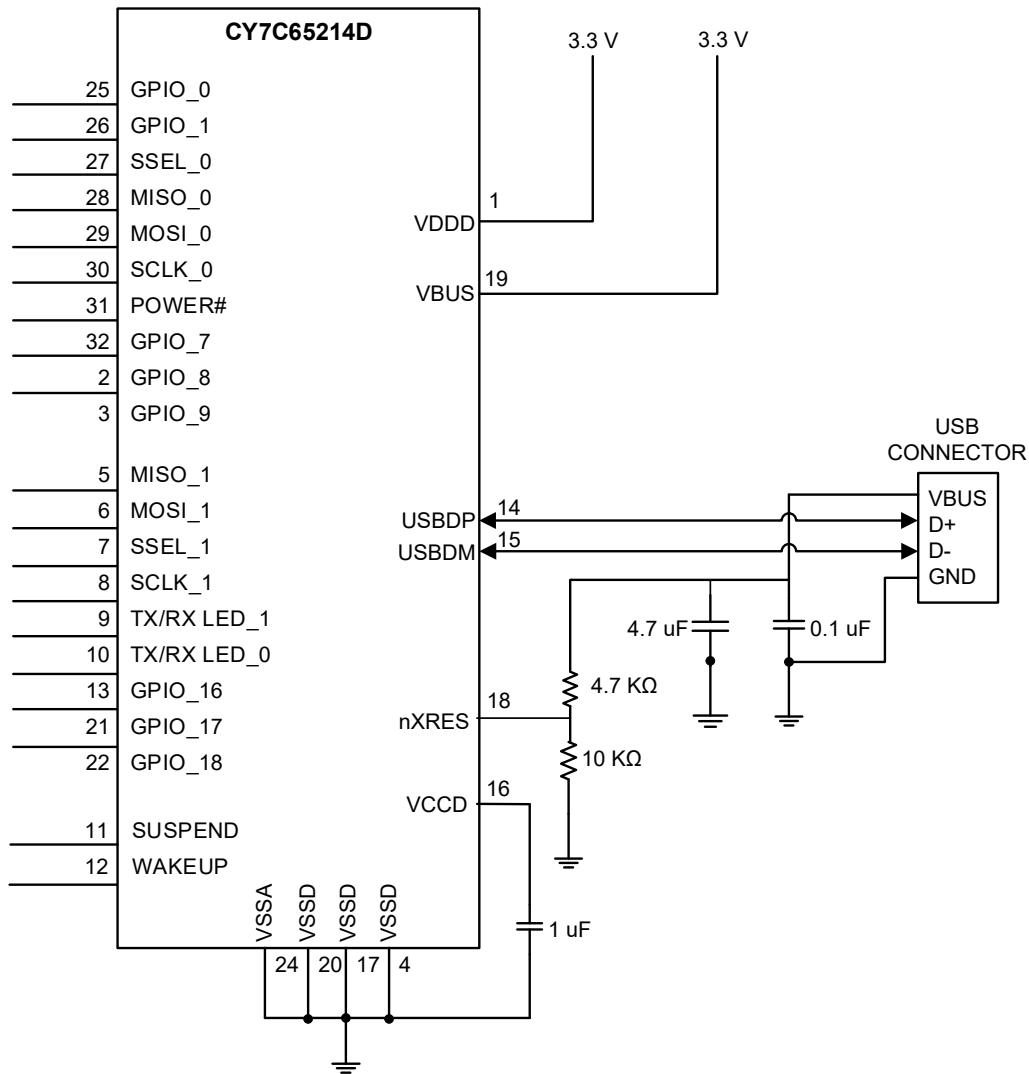 CY7C65214D
3.3 V
3.3 V
25 GPIO_0
26 GPIO_1
27 SSEL_0
28 MISO_0
29 MOSI_0
30 SCLK_0
31 POWER#
32 GPIO_7
2 GPIO_8
3 GPIO_9
5 MISO_1
6 MOSI_1
7 SSEL_1
8 SCLK_1
9 TX/RX LED_1
10 TX/RX LED_0
13 GPIO_16
21 GPIO_17
22 GPIO_18
11 SUSPEND
12 WAKEUP
VDDD 1
VBUS 19
USBDP 14
USBDM 15
nXRES 18
VCCD 16
USB
CONNECTOR
VBUS
D+
D-
GND
4.7 uF
0.1 uF
4.7 KΩ
10 KΩ
1 uF
VSSA
VSSD
VSSD
VSSD
24 20 17 4